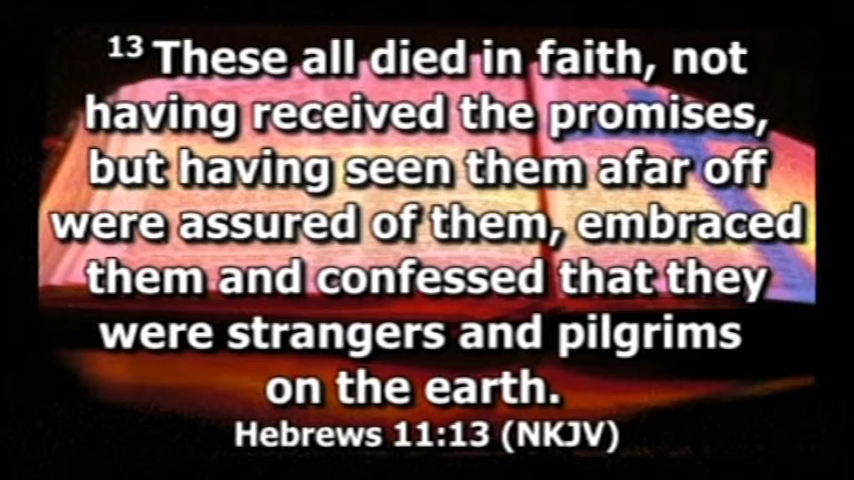 13 These all died in faith, not
having received the promises,
but having seen them afar off
were assured of them, embraced
them and confessed that they
were strangers and pilgrims
on the earth.
Hebrews 11:13 (NKJV)